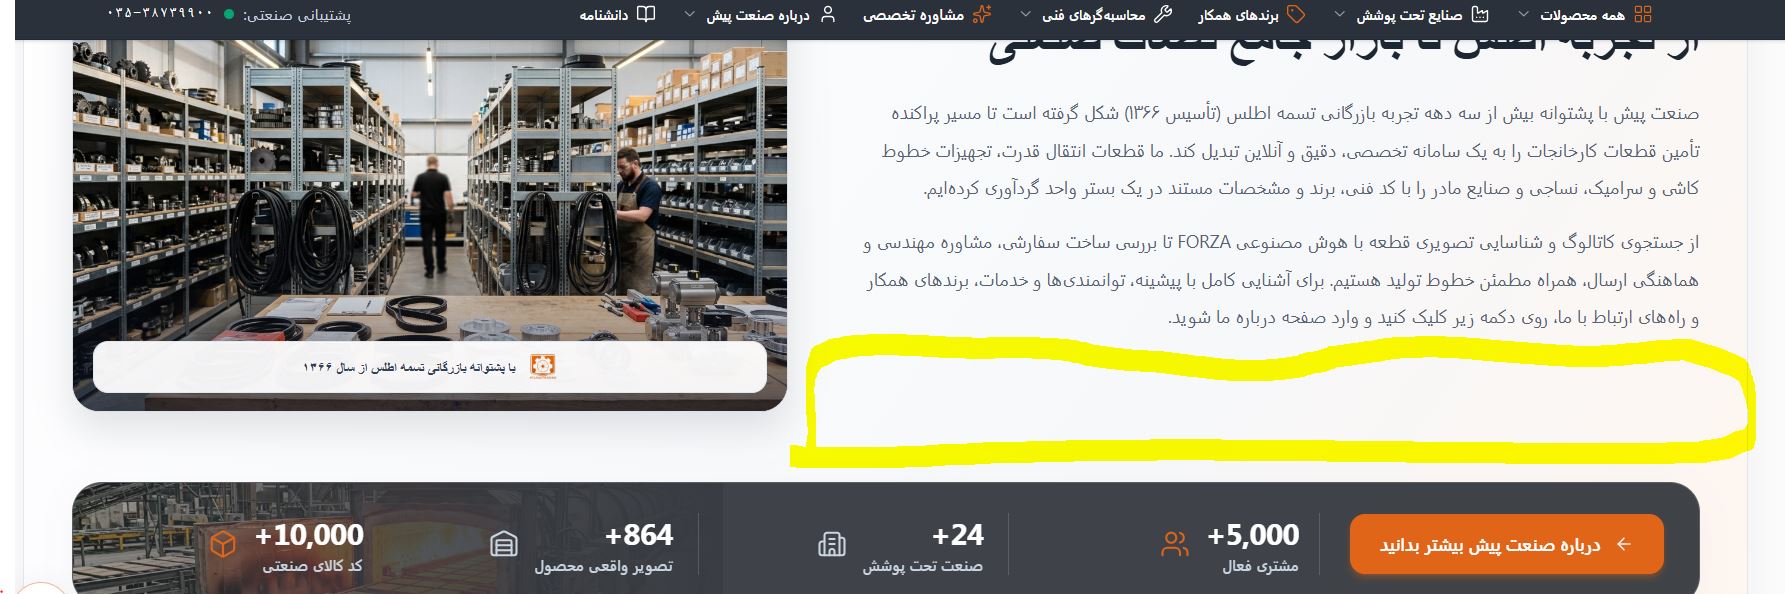 همه محصولات
صنایع تحت پوشش
برندهای همکار
محاسبه‌گرهای فنی
مشاوره تخصصی
درباره صنعت پیش
دانشنامه
پشتیبانی صنعتی: ۰۳۵-۳۸۷۳۹۹۰۰
از تجربه اطلس تا بازار جامع قطعات صنعتی
صنعت پیش با پشتوانه بیش از سه دهه تجربه بازرگانی تسمه اطلس (تأسیس ۱۳۶۶) شکل گرفته است تا مسیر پراکنده
تأمین قطعات کارخانجات را به یک سامانه تخصصی، دقیق و آنلاین تبدیل کند. ما قطعات انتقال قدرت، تجهیزات خطوط
کاشی و سرامیک، نساجی و صنایع مادر را با کد فنی، برند و مشخصات مستند در یک بستر واحد گردآوری کرده‌ایم.
از جستجوی کاتالوگ و شناسایی تصویری قطعه با هوش مصنوعی FORZA تا بررسی ساخت سفارشی، مشاوره مهندسی و
هماهنگی ارسال، همراه مطمئن خطوط تولید هستیم. برای آشنایی کامل با پیشینه، توانمندی‌ها و خدمات، برندهای همکار
و راه‌های ارتباط با ما، روی دکمه زیر کلیک کنید و وارد صفحه درباره ما شوید.
با پشتوانه بازرگانی تسمه اطلس از سال ۱۳۶۶
درباره صنعت پیش بیشتر بدانید
+5,000
مشتری فعال
+24
صنعت تحت پوشش
+864
تصویر واقعی محصول
+10,000
کد کالای صنعتی